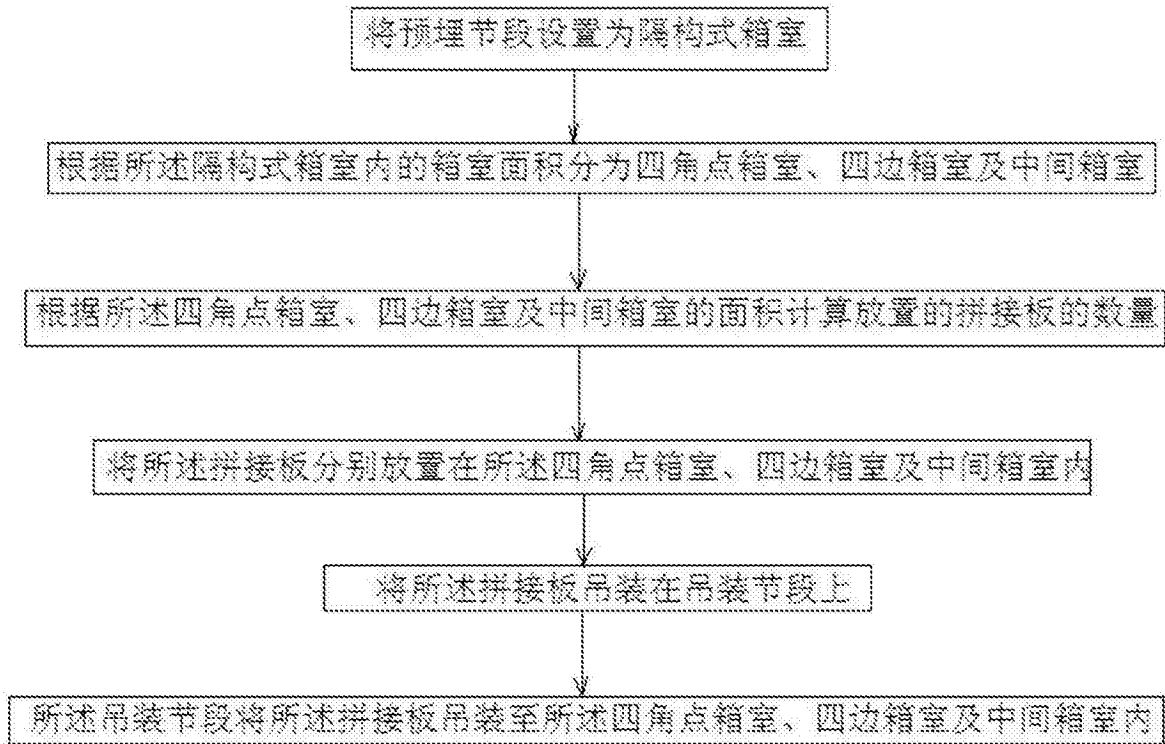 将预埋节段设置为隔构式箱室
根据所述隔构式箱室内的箱室面积分为四角点箱室、四边箱室及中间箱室
根据所述四角点箱室、四边箱室及中间箱室的面积计算放置的拼接板的数量
将所述拼接板分别放置在所述四角点箱室、四边箱室及中间箱室内
将所述拼接板吊装在吊装节段上
所述吊装节段将所述拼接板吊装至所述四角点箱室、四边箱室及中间箱室内